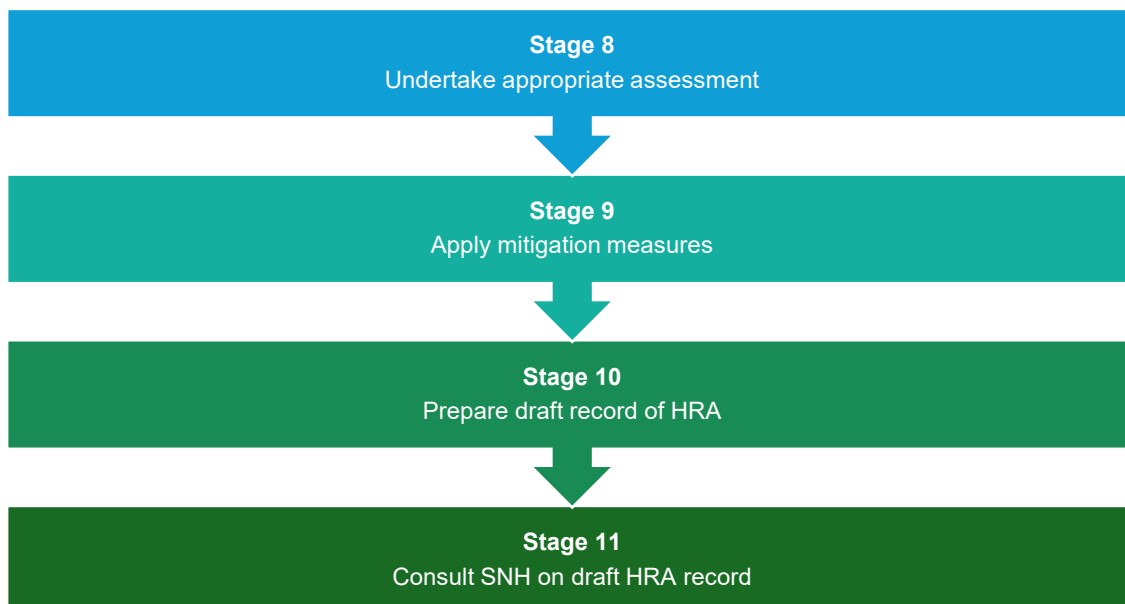 Stage 8
Undertake appropriate assessment
Stage 9
Apply mitigation measures
Stage 10
Prepare draft record of HRA
Stage 11
Consult SNH on draft HRA record